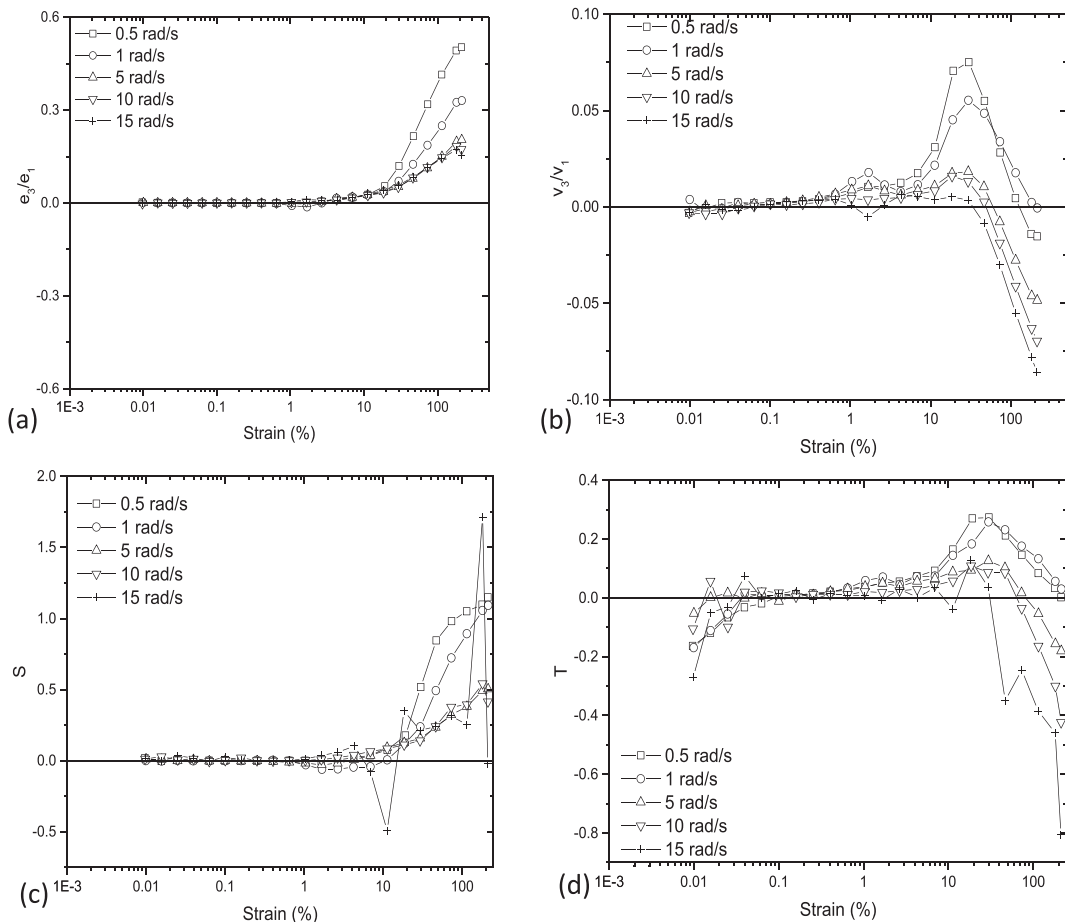 0.6
0.3
0.0
-0.3
-0.6
e3/e1
0.5 rad/s
1 rad/s
5 rad/s
10 rad/s
15 rad/s
1E-3 0.01 0.1 1 10 100
Strain (%)
(a)
0.10
0.05
0.00
-0.05
-0.10
v3/v1
0.5 rad/s
1 rad/s
5 rad/s
10 rad/s
15 rad/s
1E-3 0.01 0.1 1 10 100
Strain (%)
(b)
2.0
1.5
1.0
0.5
0.0
-0.5
S
0.5 rad/s
1 rad/s
5 rad/s
10 rad/s
15 rad/s
1E-3 0.01 0.1 1 10 100
Strain (%)
(c)
0.4
0.2
0.0
-0.2
-0.4
-0.6
-0.8
T
0.5 rad/s
1 rad/s
5 rad/s
10 rad/s
15 rad/s
1E-3 0.01 0.1 1 10 100
Strain (%)
(d)